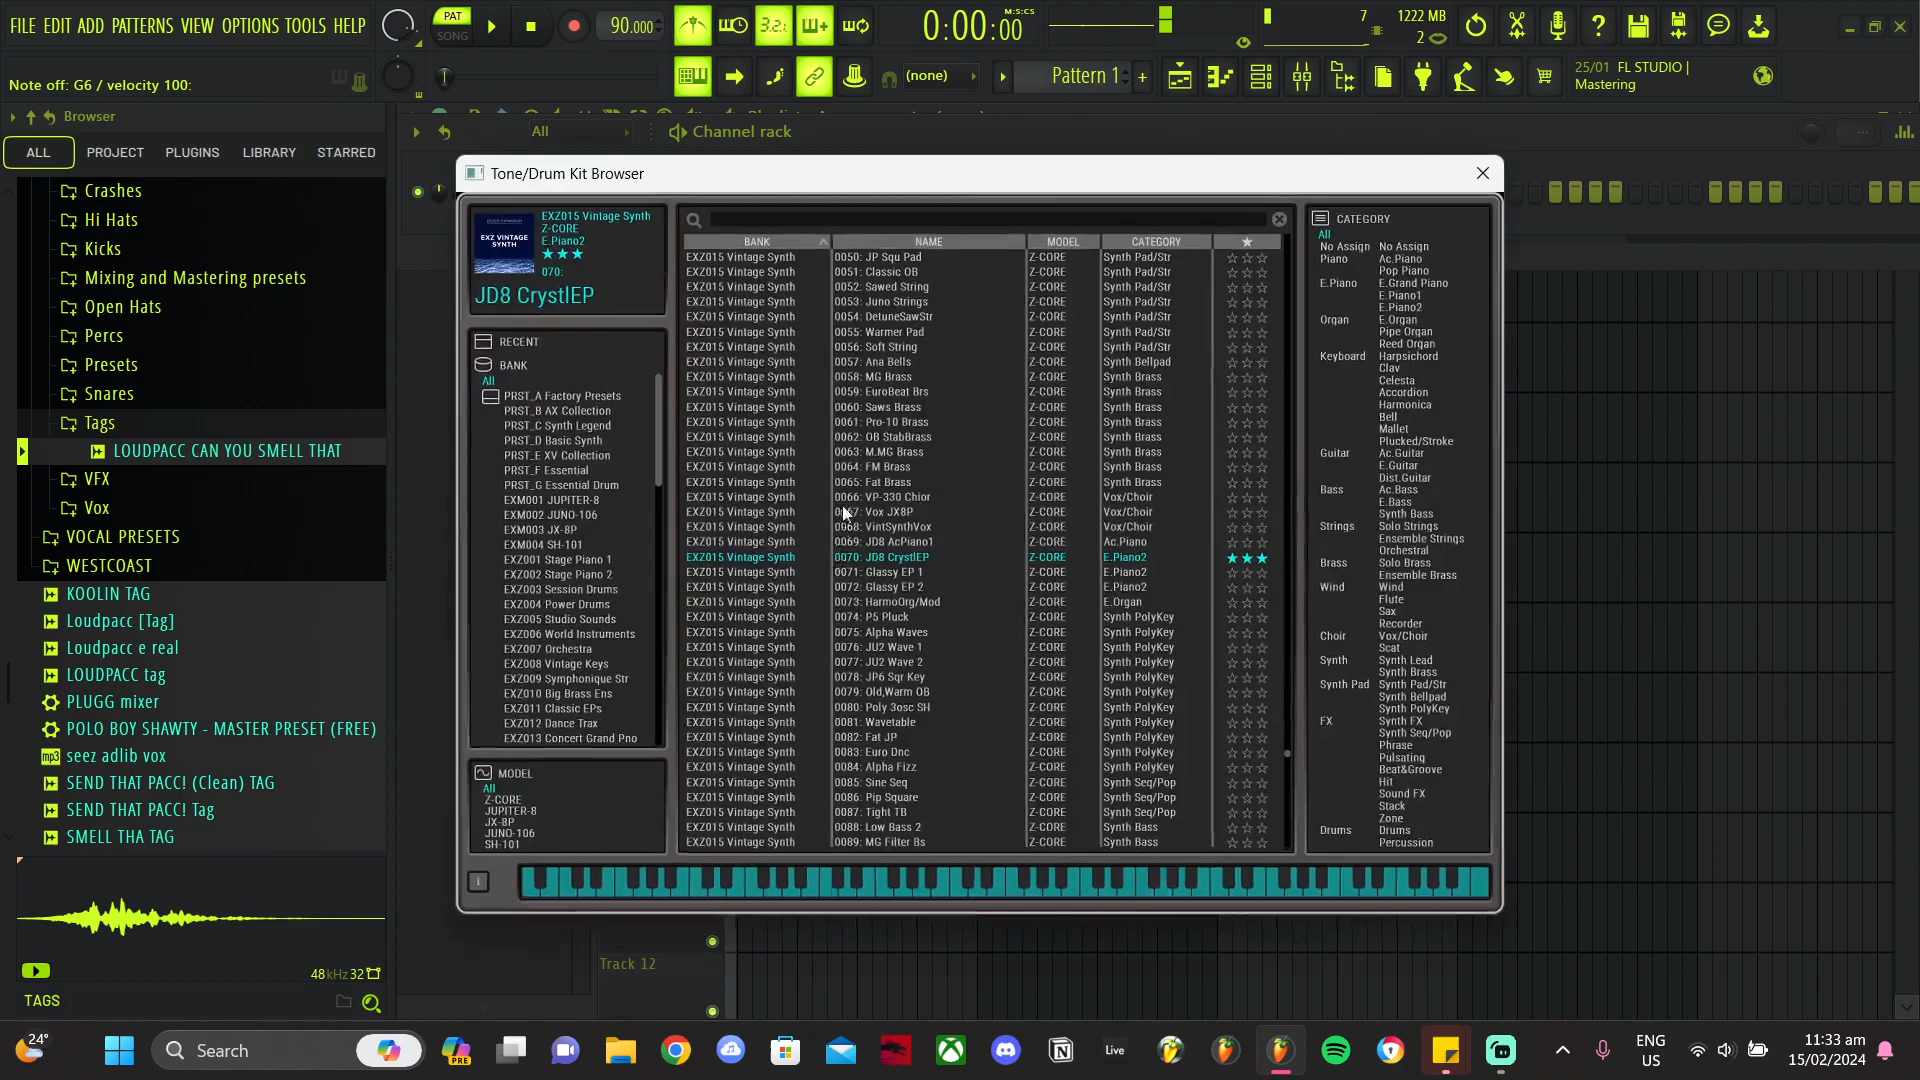 FILE EDIT ADD PATTERNS VIEW OPTIONS TOOLS HELP
PAT
SONG
90.000
3.2.
0:00:00
M:S:CS
7
1222 MB
2
Note off: G6 / velocity 100:
(none)
Pattern 1
+
25/01 FL STUDIO |
Mastering
Browser
ALL
PROJECT
PLUGINS
LIBRARY
STARRED
Crashes
Hi Hats
Kicks
Mixing and Mastering presets
Open Hats
Percs
Presets
Snares
Tags
LOUDPACC CAN YOU SMELL THAT
VFX
Vox
VOCAL PRESETS
WESTCOAST
KOOLIN TAG
Loudpacc [Tag]
Loudpacc e real
LOUDPACC tag
PLUGG mixer
POLO BOY SHAWTY - MASTER PRESET (FREE)
seez adlib vox
SEND THAT PACC! (Clean) TAG
SEND THAT PACC! Tag
SMELL THA TAG
48kHz 32
TAGS
All
Channel rack
Tone/Drum Kit Browser
EXZ VINTAGE
SYNTH
EXZ015 Vintage Synth
Z-CORE
E.Piano2
★★★
070:
JD8 CrystlEP
RECENT
BANK
All
PRST_A Factory Presets
PRST_B AX Collection
PRST_C Synth Legend
PRST_D Basic Synth
PRST_E XV Collection
PRST_F Essential
PRST_G Essential Drum
EXM001 JUPITER-8
EXM002 JUNO-106
EXM003 JX-8P
EXM004 SH-101
EXZ001 Stage Piano 1
EXZ002 Stage Piano 2
EXZ003 Session Drums
EXZ004 Power Drums
EXZ005 Studio Sounds
EXZ006 World Instruments
EXZ007 Orchestra
EXZ008 Vintage Keys
EXZ009 Symphonique Str
EXZ010 Big Brass Ens
EXZ011 Classic EPs
EXZ012 Dance Trax
EXZ013 Concert Grand Pno
MODEL
All
Z-CORE
JUPITER-8
JX-8P
JUNO-106
SH-101
BANK NAME MODEL CATEGORY ★
EXZ015 Vintage Synth 0050: JP Squ Pad Z-CORE Synth Pad/Str
EXZ015 Vintage Synth 0051: Classic OB Z-CORE Synth Pad/Str
EXZ015 Vintage Synth 0052: Sawed String Z-CORE Synth Pad/Str
EXZ015 Vintage Synth 0053: Juno Strings Z-CORE Synth Pad/Str
EXZ015 Vintage Synth 0054: DetuneSawStr Z-CORE Synth Pad/Str
EXZ015 Vintage Synth 0055: Warmer Pad Z-CORE Synth Pad/Str
EXZ015 Vintage Synth 0056: Soft String Z-CORE Synth Pad/Str
EXZ015 Vintage Synth 0057: Ana Bells Z-CORE Synth Bellpad
EXZ015 Vintage Synth 0058: MG Brass Z-CORE Synth Brass
EXZ015 Vintage Synth 0059: EuroBeat Brs Z-CORE Synth Brass
EXZ015 Vintage Synth 0060: Saws Brass Z-CORE Synth Brass
EXZ015 Vintage Synth 0061: Pro-10 Brass Z-CORE Synth Brass
EXZ015 Vintage Synth 0062: OB StabBrass Z-CORE Synth Brass
EXZ015 Vintage Synth 0063: M.MG Brass Z-CORE Synth Brass
EXZ015 Vintage Synth 0064: FM Brass Z-CORE Synth Brass
EXZ015 Vintage Synth 0065: Fat Brass Z-CORE Synth Brass
EXZ015 Vintage Synth 0066: VP-330 Chior Z-CORE Vox/Choir
EXZ015 Vintage Synth 0067: Vox JX8P Z-CORE Vox/Choir
EXZ015 Vintage Synth 0068: VintSynthVox Z-CORE Vox/Choir
EXZ015 Vintage Synth 0069: JD8 AcPiano1 Z-CORE Ac.Piano
EXZ015 Vintage Synth 0070: JD8 CrystlEP Z-CORE E.Piano2 ★★★
EXZ015 Vintage Synth 0071: Glassy EP 1 Z-CORE E.Piano2
EXZ015 Vintage Synth 0072: Glassy EP 2 Z-CORE E.Piano2
EXZ015 Vintage Synth 0073: HarmoOrg/Mod Z-CORE E.Organ
EXZ015 Vintage Synth 0074: P5 Pluck Z-CORE Synth PolyKey
EXZ015 Vintage Synth 0075: Alpha Waves Z-CORE Synth PolyKey
EXZ015 Vintage Synth 0076: JU2 Wave 1 Z-CORE Synth PolyKey
EXZ015 Vintage Synth 0077: JU2 Wave 2 Z-CORE Synth PolyKey
EXZ015 Vintage Synth 0078: JP6 Sqr Key Z-CORE Synth PolyKey
EXZ015 Vintage Synth 0079: Old,Warm OB Z-CORE Synth PolyKey
EXZ015 Vintage Synth 0080: Poly 3osc SH Z-CORE Synth PolyKey
EXZ015 Vintage Synth 0081: Wavetable Z-CORE Synth PolyKey
EXZ015 Vintage Synth 0082: Fat JP Z-CORE Synth PolyKey
EXZ015 Vintage Synth 0083: Euro Dnc Z-CORE Synth PolyKey
EXZ015 Vintage Synth 0084: Alpha Fizz Z-CORE Synth PolyKey
EXZ015 Vintage Synth 0085: Sine Seq Z-CORE Synth Seq/Pop
EXZ015 Vintage Synth 0086: Pip Square Z-CORE Synth Seq/Pop
EXZ015 Vintage Synth 0087: Tight TB Z-CORE Synth Seq/Pop
EXZ015 Vintage Synth 0088: Low Bass 2 Z-CORE Synth Bass
EXZ015 Vintage Synth 0089: MG Filter Bs Z-CORE Synth Bass
CATEGORY
All
No Assign No Assign
Piano Ac.Piano
Pop Piano
E.Piano E.Grand Piano
E.Piano1
E.Piano2
Organ E.Organ
Pipe Organ
Reed Organ
Keyboard Harpsichord
Clav
Celesta
Accordion
Harmonica
Bell
Mallet
Plucked/Stroke
Guitar Ac.Guitar
E.Guitar
Dist.Guitar
Bass Ac.Bass
E.Bass
Synth Bass
Strings Solo Strings
Ensemble Strings
Orchestral
Brass Solo Brass
Ensemble Brass
Wind Wind
Flute
Sax
Recorder
Choir Vox/Choir
Scat
Synth Synth Lead
Synth Brass
Synth Pad Synth Pad/Str
Synth Bellpad
Synth PolyKey
FX Synth FX
Synth Seq/Pop
Phrase
Pulsating
Beat&Groove
Hit
Sound FX
Stack
Zone
Drums Drums
Percussion
Track 12
24°
Search
PRE
Live
ENG
US
11:33 am
15/02/2024